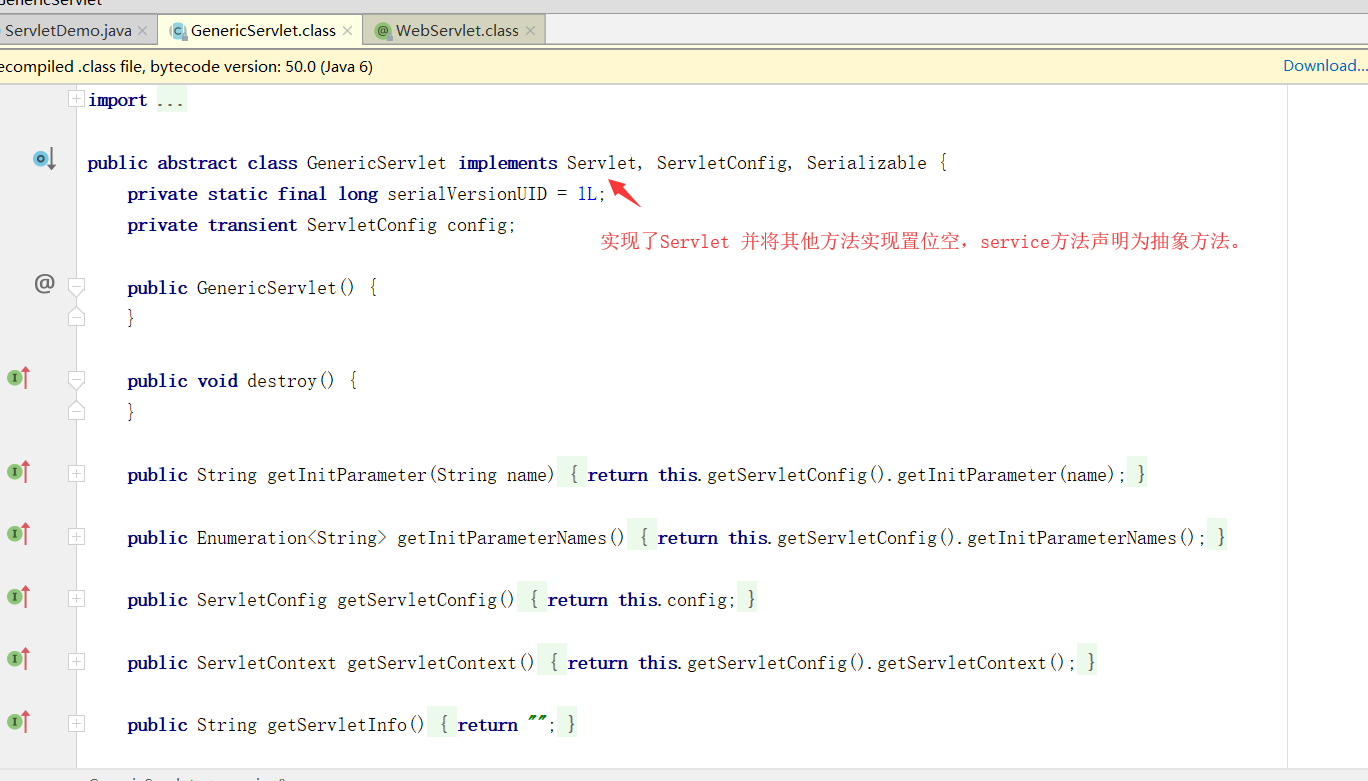 GenericServlet
ServletDemo.java GenericServlet.class WebServlet.class
ecompiled .class file, bytecode version: 50.0 (Java 6) Download...
import ...
public abstract class GenericServlet implements Servlet, ServletConfig, Serializable {
private static final long serialVersionUID = 1L;
private transient ServletConfig config;
实现了Servlet 并将其他方法实现置位空，service方法声明为抽象方法。
public GenericServlet() {
}
public void destroy() {
}
public String getInitParameter(String name) { return this.getServletConfig().getInitParameter(name); }
public Enumeration<String> getInitParameterNames() { return this.getServletConfig().getInitParameterNames(); }
public ServletConfig getServletConfig() { return this.config; }
public ServletContext getServletContext() { return this.getServletConfig().getServletContext(); }
public String getServletInfo() { return ""; }